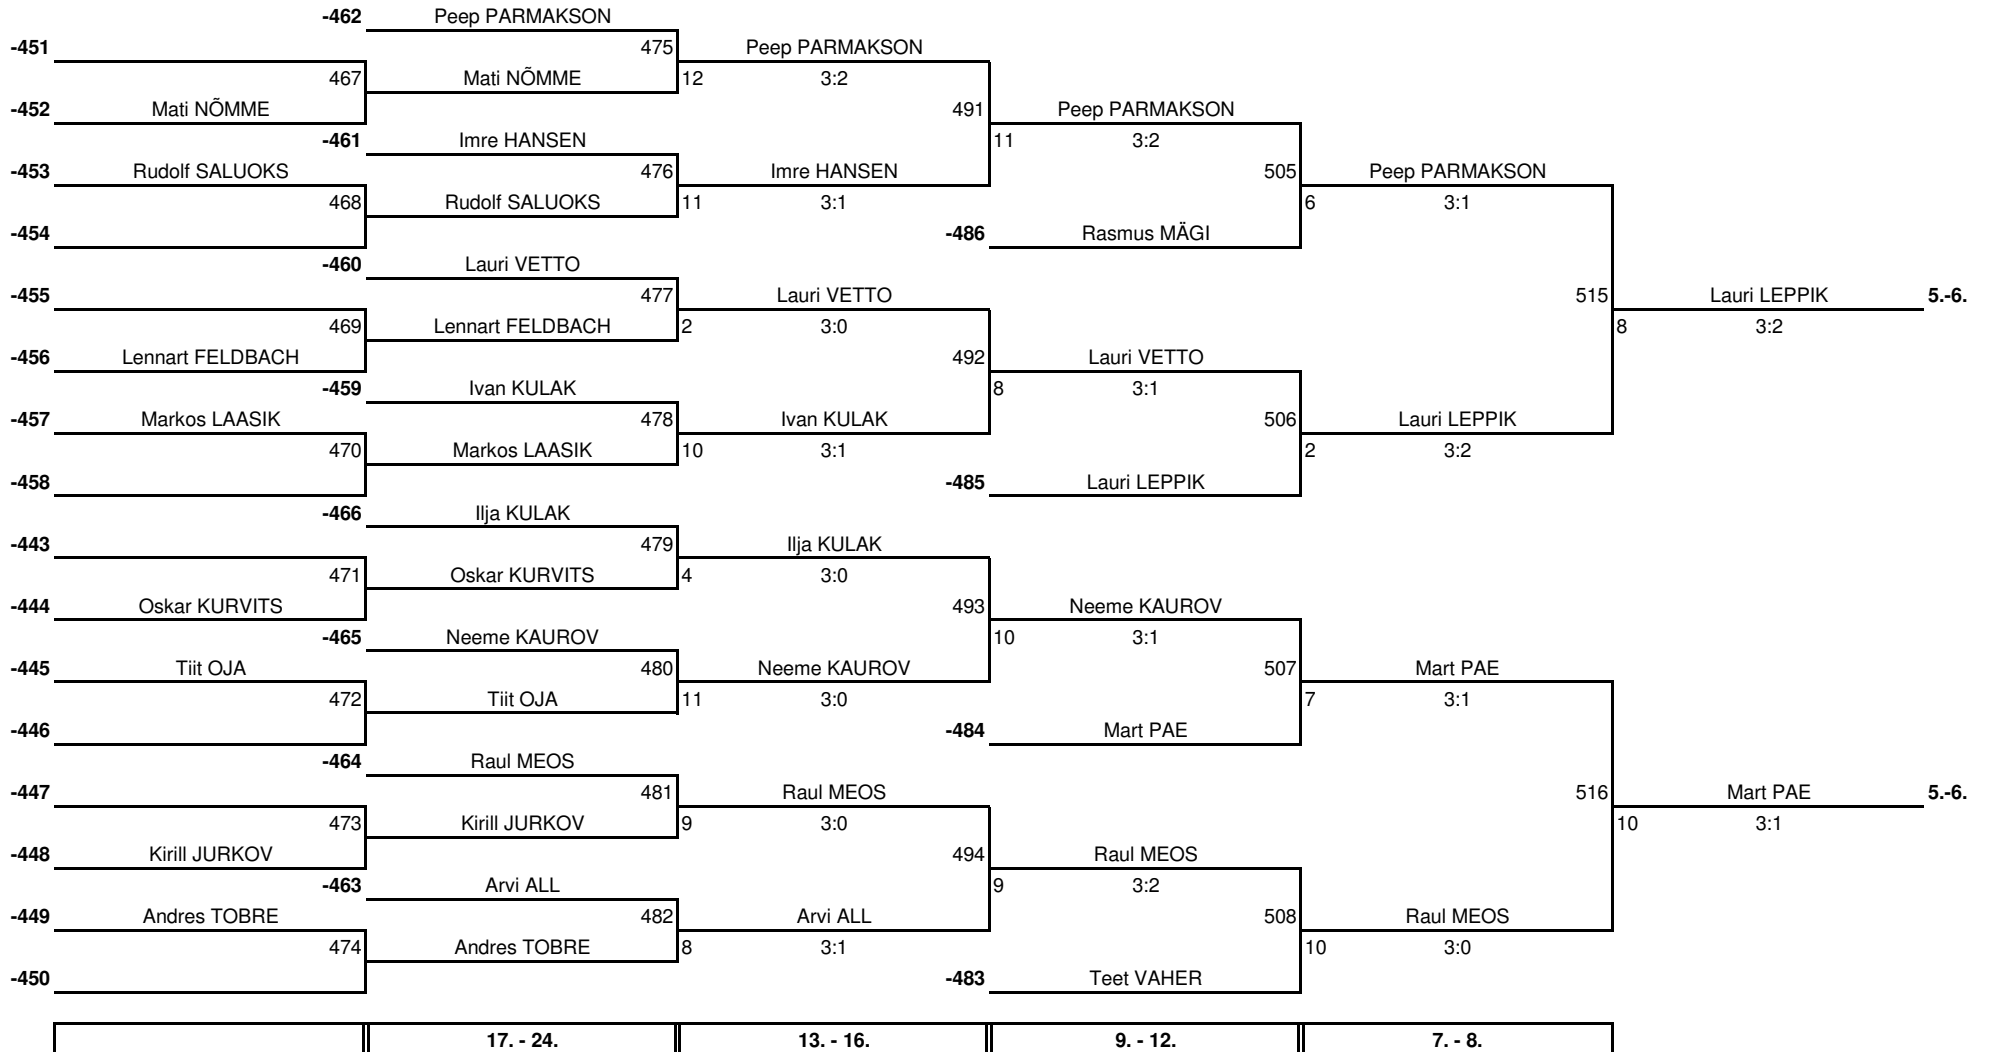 -462 Peep PARMAKSON
-451 475 Peep PARMAKSON
467 Mati NÕMME 12 3:2
-452 Mati NÕMME 491 Peep PARMAKSON
-461 Imre HANSEN 11 3:2
-453 Rudolf SALUOKS 476 Imre HANSEN 505 Peep PARMAKSON
468 Rudolf SALUOKS 11 3:1 6 3:1
-454 -486 Rasmus MÄGI
-460 Lauri VETTO
-455 477 Lauri VETTO 515 Lauri LEPPIK 5.-6.
469 Lennart FELDBACH 2 3:0 8 3:2
-456 Lennart FELDBACH 492 Lauri VETTO
-459 Ivan KULAK 8 3:1
-457 Markos LAASIK 478 Ivan KULAK 506 Lauri LEPPIK
470 Markos LAASIK 10 3:1 2 3:2
-458 -485 Lauri LEPPIK
-466 Ilja KULAK
-443 479 Ilja KULAK
471 Oskar KURVITS 4 3:0
-444 Oskar KURVITS 493 Neeme KAUROV
-465 Neeme KAUROV 10 3:1
-445 Tiit OJA 480 Neeme KAUROV 507 Mart PAE
472 Tiit OJA 11 3:0 7 3:1
-446 -484 Mart PAE
-464 Raul MEOS
-447 481 Raul MEOS 516 Mart PAE 5.-6.
473 Kirill JURKOV 9 3:0 10 3:1
-448 Kirill JURKOV 494 Raul MEOS
-463 Arvi ALL 9 3:2
-449 Andres TOBRE 482 Arvi ALL 508 Raul MEOS
474 Andres TOBRE 8 3:1 10 3:0
-450 -483 Teet VAHER
17. - 24. 13. - 16. 9. - 12. 7. - 8.